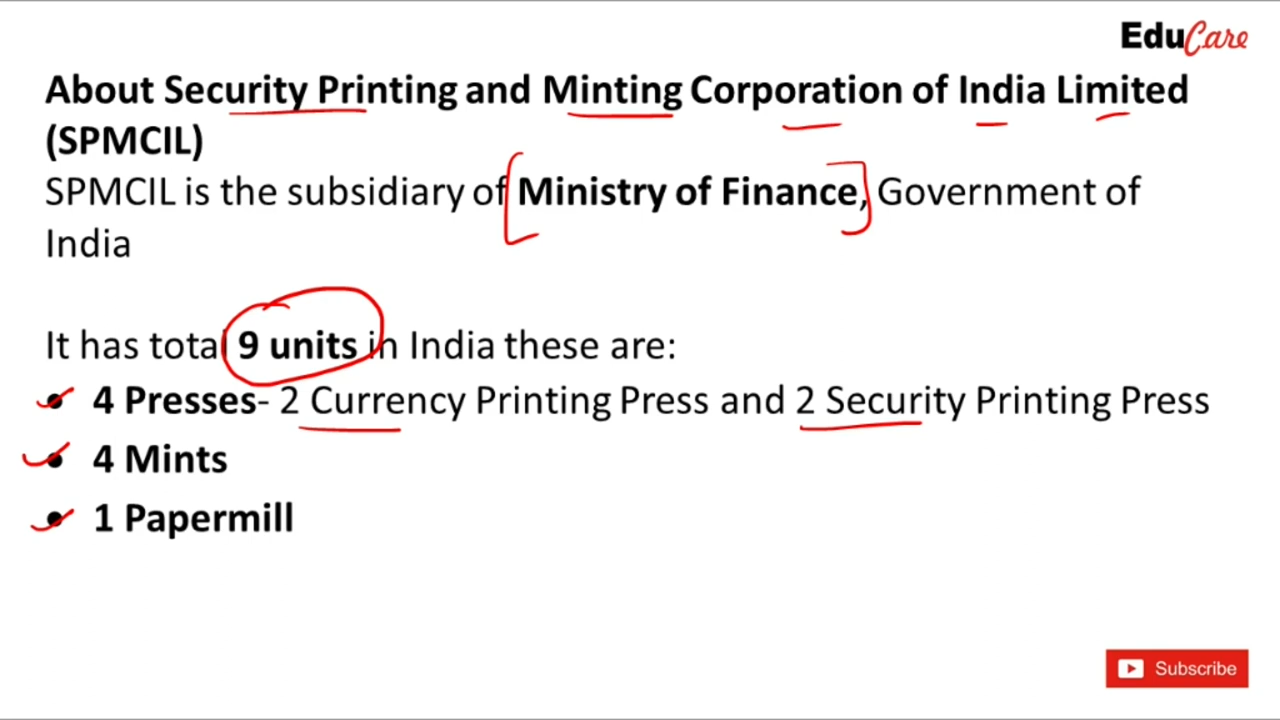 EduCare
About Security Printing and Minting Corporation of India Limited
(SPMCIL)
SPMCIL is the subsidiary of Ministry of Finance, Government of
India
It has total 9 units in India these are:
• 4 Presses- 2 Currency Printing Press and 2 Security Printing Press
• 4 Mints
• 1 Papermill
Subscribe